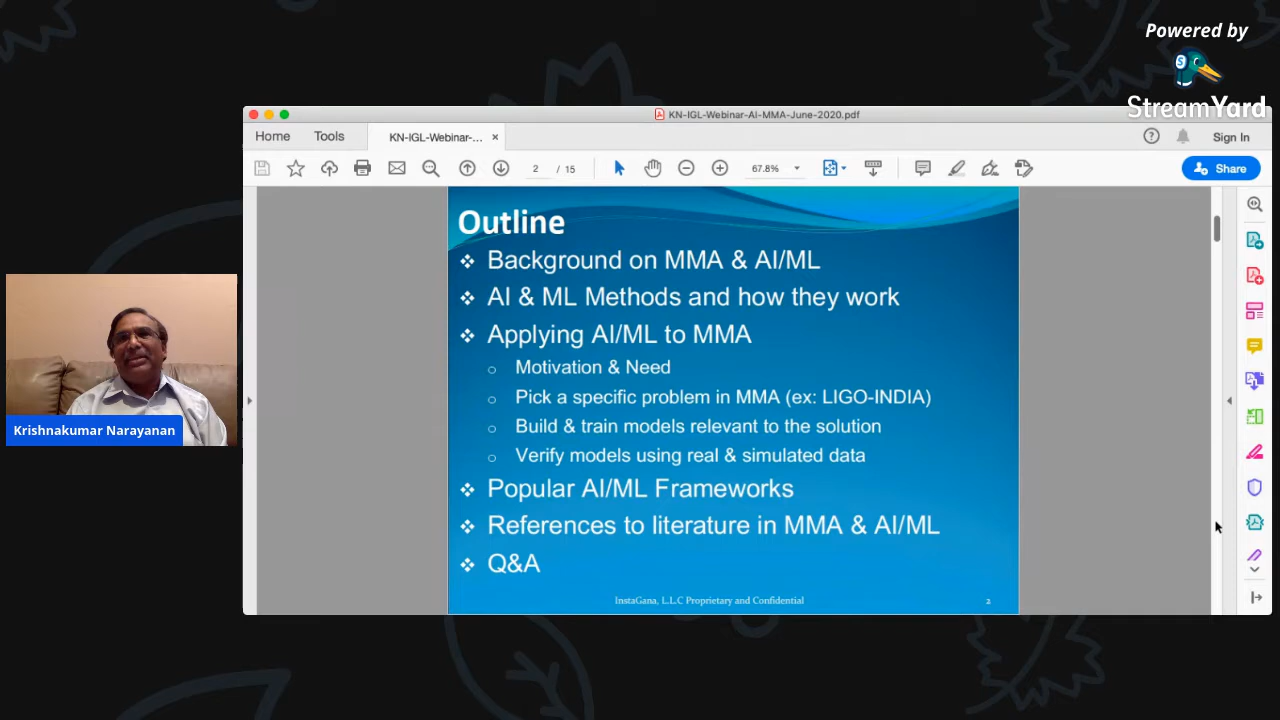 Powered by
StreamYard
KN-IGL-Webinar-AI-MMA-June-2020.pdf
Home Tools KN-IGL-Webinar-... × Sign In
2 / 15 67.8% Share
Outline
❖ Background on MMA & AI/ML
❖ AI & ML Methods and how they work
❖ Applying AI/ML to MMA
○ Motivation & Need
○ Pick a specific problem in MMA (ex: LIGO-INDIA)
○ Build & train models relevant to the solution
○ Verify models using real & simulated data
❖ Popular AI/ML Frameworks
❖ References to literature in MMA & AI/ML
❖ Q&A
InstaGana, L.L.C Proprietary and Confidential 2
Krishnakumar Narayanan